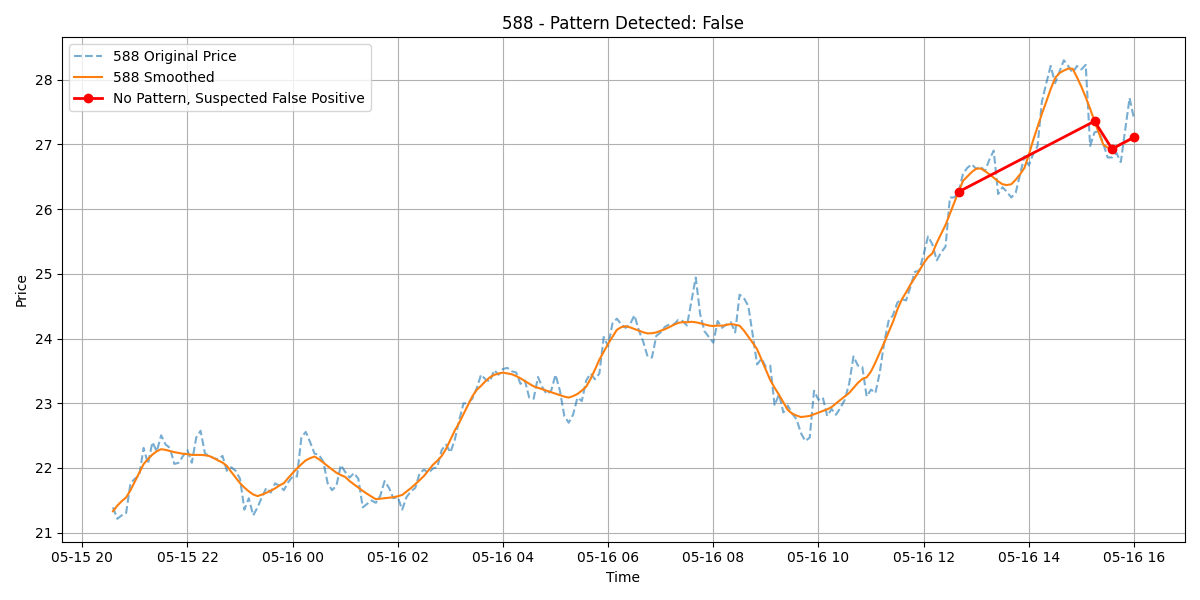 588 - Pattern Detected: False
588 Original Price
588 Smoothed
No Pattern, Suspected False Positive
Price
28
27
26
25
24
23
22
21
05-15 20 05-15 22 05-16 00 05-16 02 05-16 04 05-16 06 05-16 08 05-16 10 05-16 12 05-16 14 05-16 16
Time